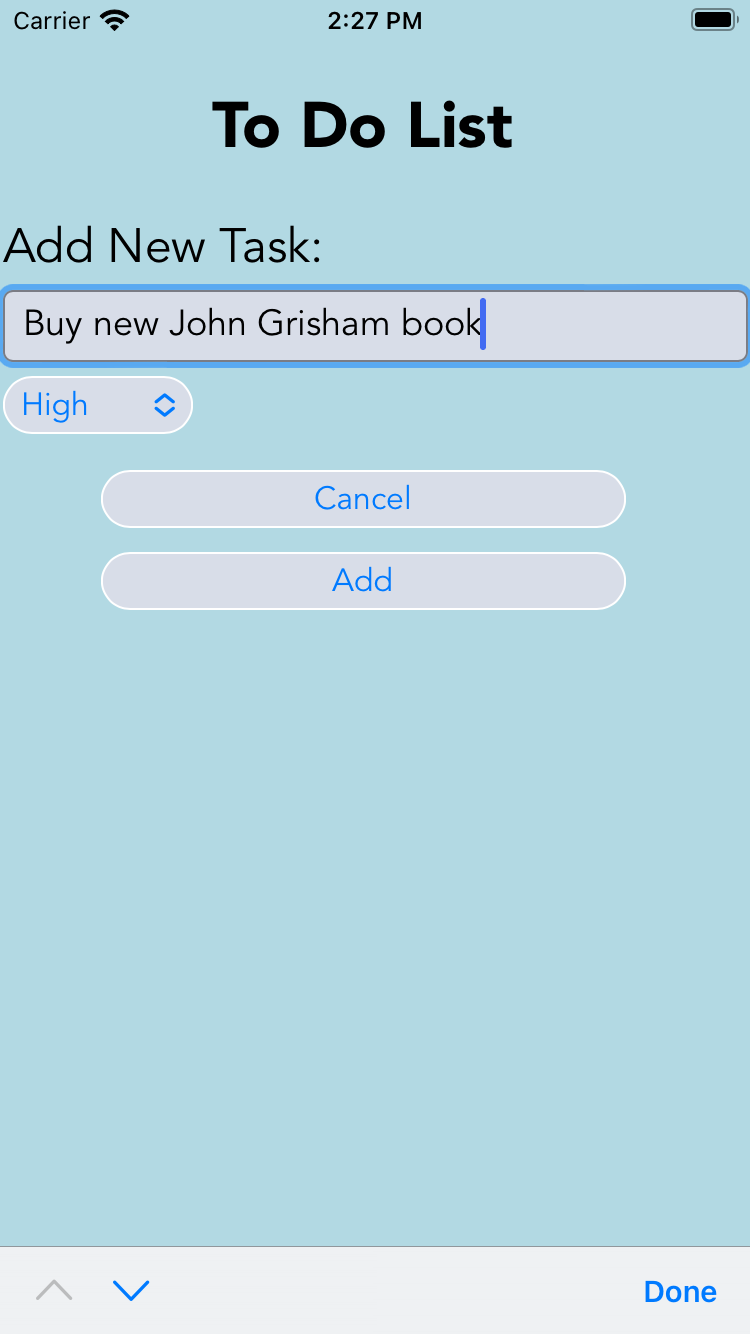 Carrier 2:27 PM
To Do List
Add New Task:
Buy new John Grisham book
High
Cancel
Add
Done